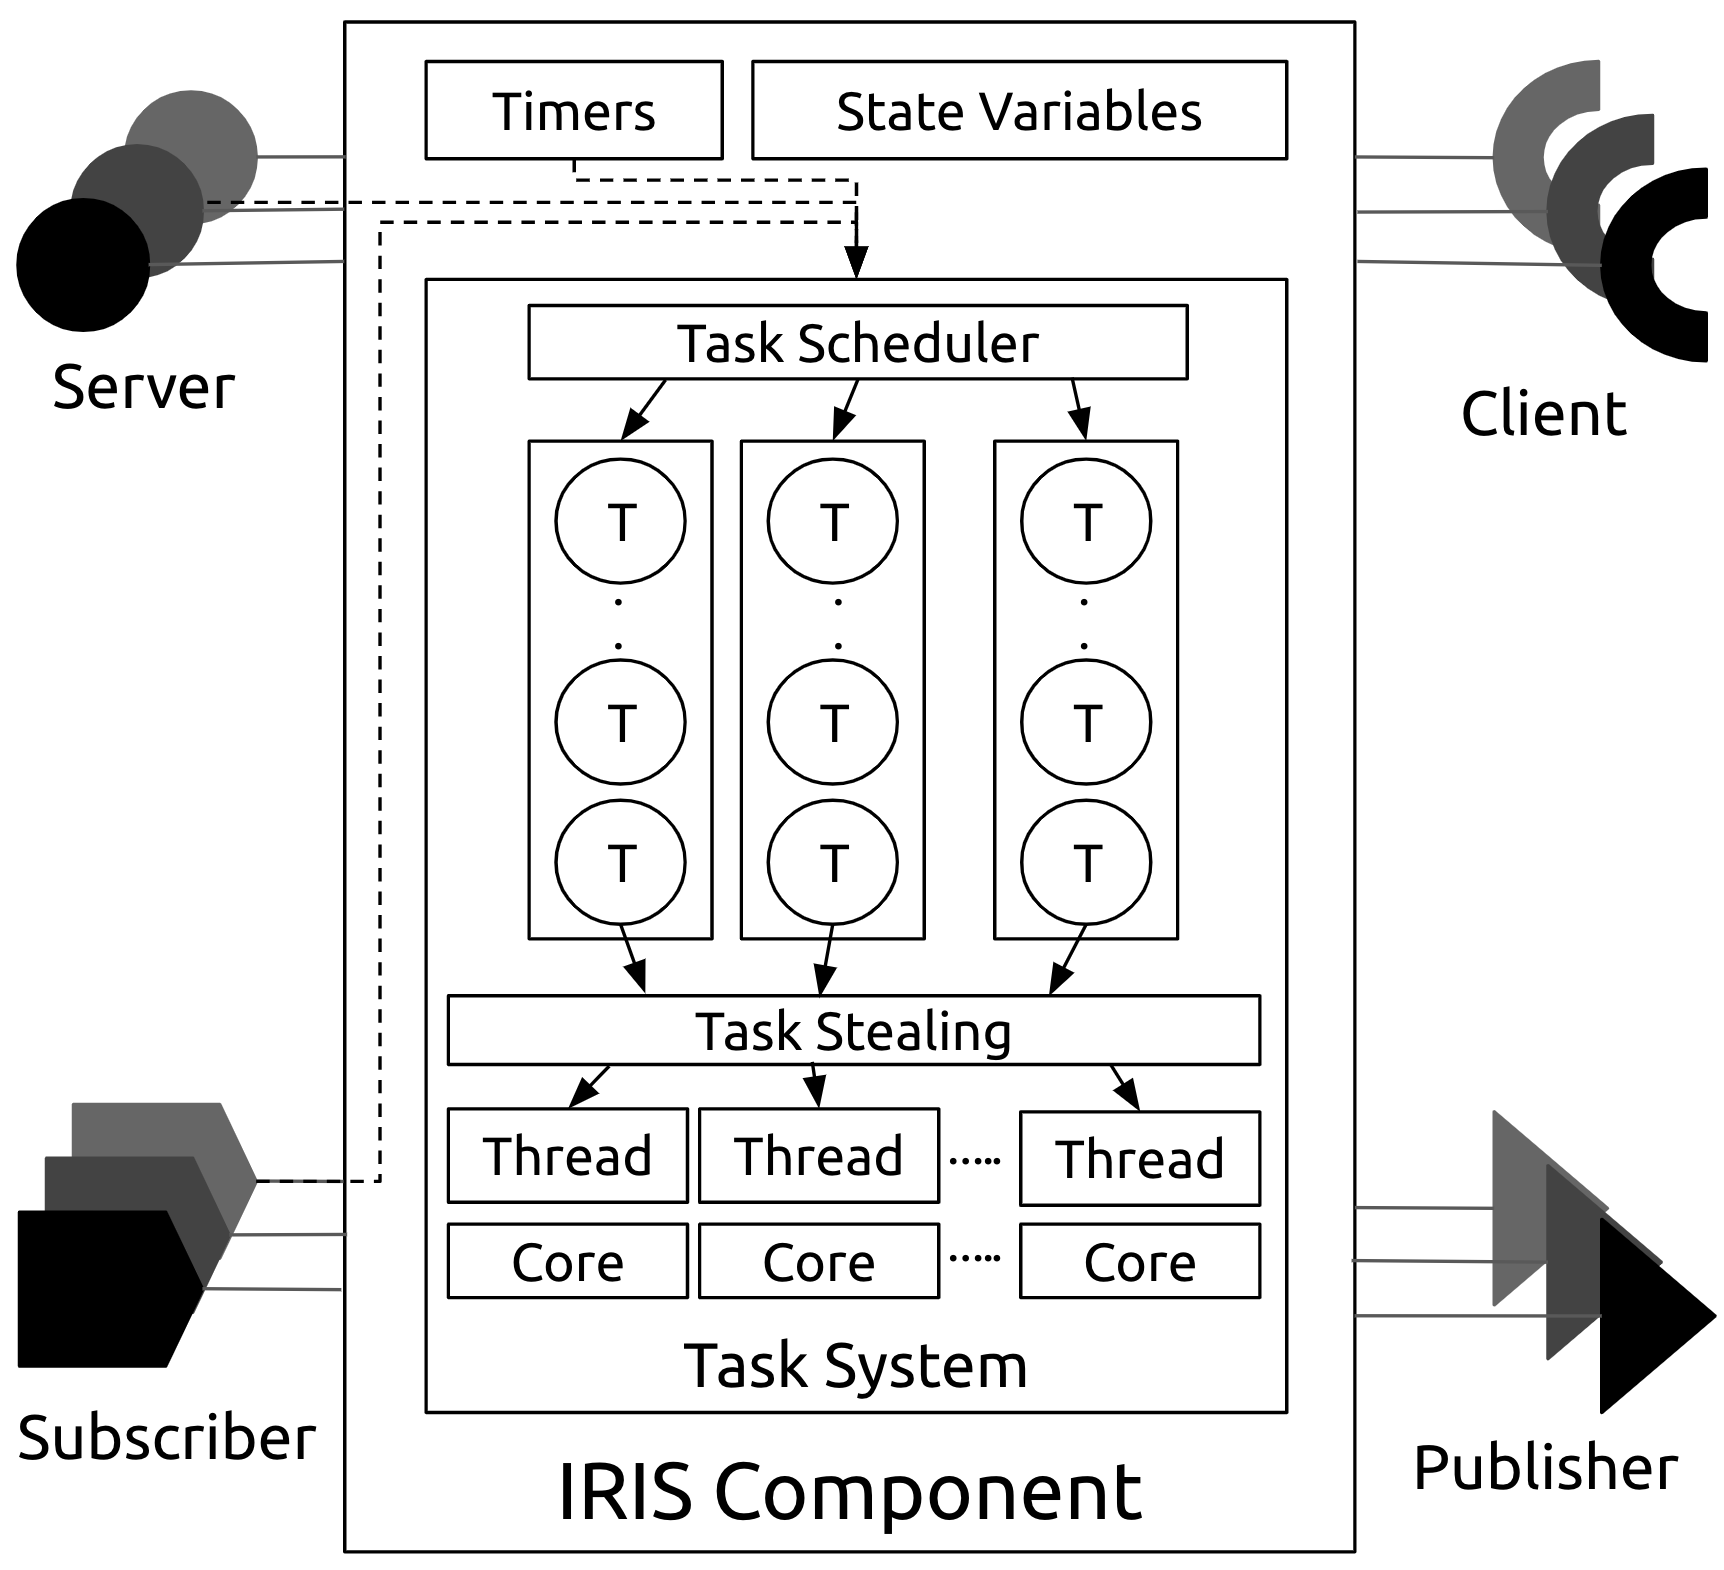 Timers
State Variables
Server
Client
Task Scheduler
T
T
T
T
T
T
T
T
T
Task Stealing
Thread
Thread
.....
Thread
Core
Core
.....
Core
Task System
Subscriber
Publisher
IRIS Component